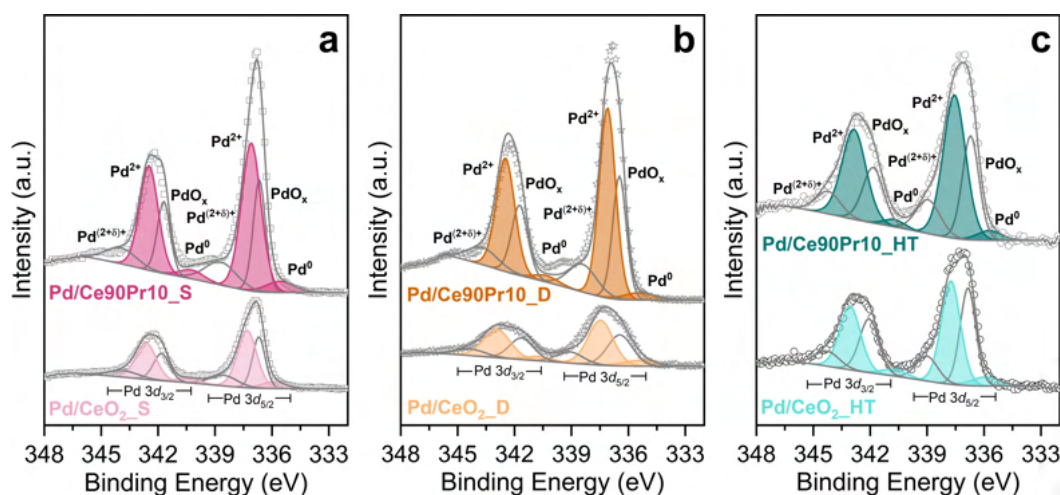 a
Intensity (a.u.)
Pd²⁺
PdOₓ
Pd⁽²⁺ᵟ⁾⁺
Pd⁰
Pd²⁺
PdOₓ
Pd⁽²⁺ᵟ⁾⁺
Pd⁰
Pd/Ce90Pr10_S
Pd 3d₃/₂
Pd 3d₅/₂
Pd/CeO₂_S
348 342 339 336 333
Binding Energy (eV)
b
Intensity (a.u.)
Pd²⁺
PdOₓ
Pd⁽²⁺ᵟ⁾⁺
Pd⁰
Pd²⁺
PdOₓ
Pd⁽²⁺ᵟ⁾⁺
Pd⁰
Pd/Ce90Pr10_D
Pd 3d₃/₂
Pd 3d₅/₂
Pd/CeO₂_D
348 342 339 336 333
Binding Energy (eV)
c
Intensity (a.u.)
Pd²⁺
PdOₓ
Pd⁽²⁺ᵟ⁾⁺
Pd⁰
Pd²⁺
PdOₓ
Pd⁽²⁺ᵟ⁾⁺
Pd⁰
Pd/Ce90Pr10_HT
Pd 3d₃/₂
Pd 3d₅/₂
Pd/CeO₂_HT
348 342 339 336 333
Binding Energy (eV)